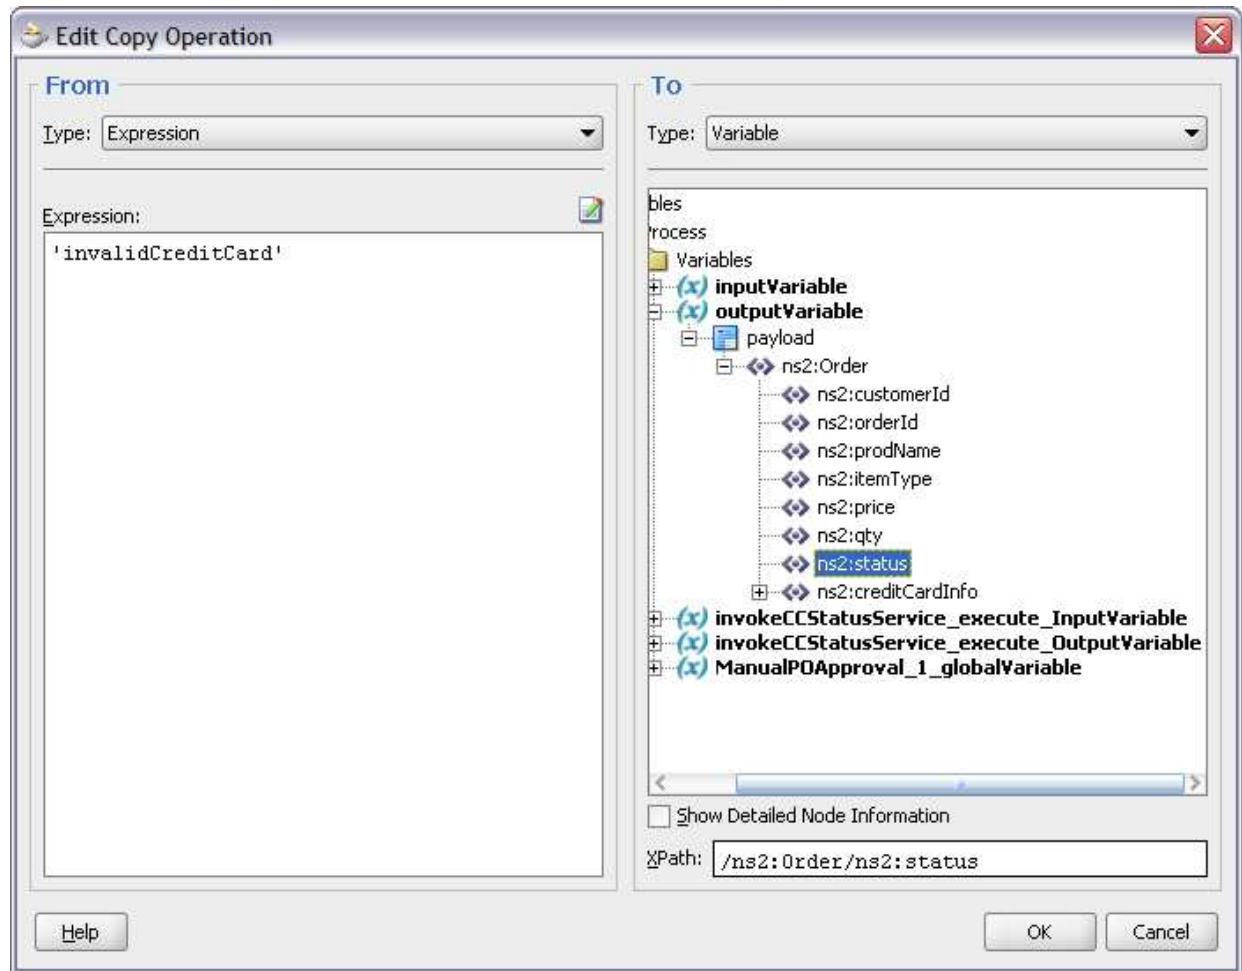 Edit Copy Operation
From
Type: Expression
Expression:
'invalidCreditCard'
To
Type: Variable
bles
Process
Variables
inputVariable
outputVariable
payload
ns2:Order
ns2:customerId
ns2:orderId
ns2:prodName
ns2:itemType
ns2:price
ns2:qty
ns2:status
ns2:creditCardInfo
invokeCCStatusService_execute_InputVariable
invokeCCStatusService_execute_OutputVariable
ManualPOApproval_1_globalVariable
Show Detailed Node Information
XPath: /ns2:Order/ns2:status
Help
OK
Cancel